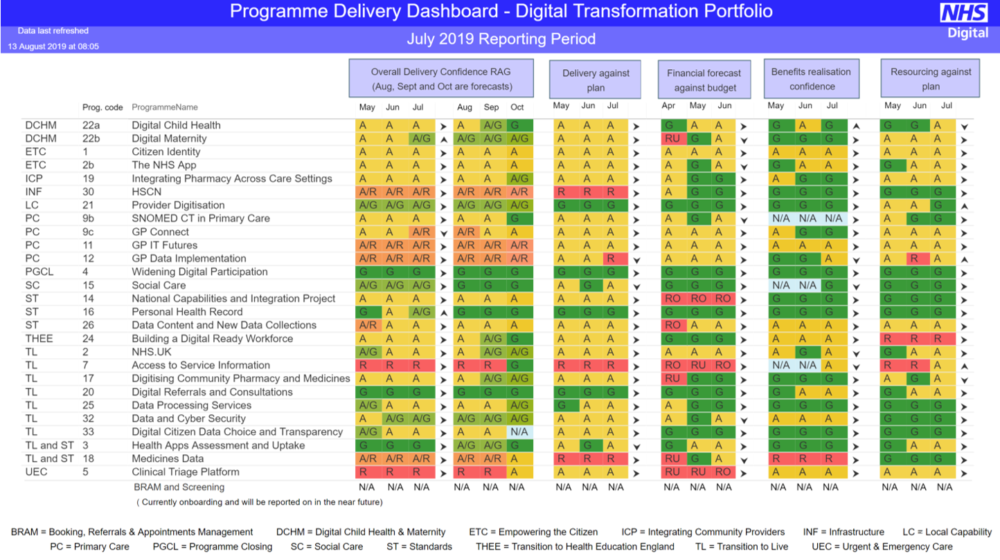 Programme Delivery Dashboard - Digital Transformation Portfolio
NHS
Digital
Data last refreshed
13 August 2019 at 08:05
July 2019 Reporting Period
Overall Delivery Confidence RAG
(Aug, Sept and Oct are forecasts)
Delivery against
plan
Financial forecast
against budget
Benefits realisation
confidence
Resourcing against
plan
Prog. code ProgrammeName May Jun Jul Aug Sep Oct May Jun Jul Apr May Jun May Jun Jul May Jun Jul
DCHM 22a Digital Child Health A A A A A/G G A A A G A A G A G G G A
DCHM 22b Digital Maternity A A A/G A/G A/G A/G A A A RU G A G G G A A A
ETC 1 Citizen Identity A A A A A A A A A A A A A A A A A A
ETC 2b The NHS App A A A A A A A A A A G A G A A G A A
ICP 19 Integrating Pharmacy Across Care Settings A A A A A A/G A A A A G G A G G A A A
INF 30 HSCN A/R A/R A/R A/R A/R A/R R R R A G G G G G G G G
LC 21 Provider Digitisation A/G A/G A/G A/G A/G A/G G G G G G G G G G A A G
PC 9b SNOMED CT in Primary Care A A A A A G A A A A G A N/A N/A N/A A G G
PC 9c GP Connect A A A/R A/R A A A A A A A A A G G A A A
PC 11 GP IT Futures A/R A/R A/R A/R A/R A/R A A A A A A A A A A A A
PC 12 GP Data Implementation A/R A/R A/R A/R A/R A/R A A R A A A G G A A R A
PGCL 4 Widening Digital Participation G G G G G G G G G G G G G G G G G G
SC 15 Social Care A/G A/G A/G G G G A G A G G G N/A N/A G G G G
ST 14 National Capabilities and Integration Project A A A A A A A A A RO RO RO G G G G G G
ST 16 Personal Health Record G A A/G G G G A A A G G G G G G G G G
ST 26 Data Content and New Data Collections A/R A A A A A A A A RO A A A A A A A A
THEE 24 Building a Digital Ready Workforce A A A A A/G G A A A G G G A A A R R R
TL 2 NHS.UK A/G A A A A/G A/G A A A A A A A G A G A A
TL 7 Access to Service Information R R R R R G R R R RO RU RO N/A N/A A R R A
TL 17 Digitising Community Pharmacy and Medicines A A A A A/G A/G A A A RU G G G G G A G A
TL 20 Digital Referrals and Consultations G G G G G G G G G G G G G A A G A A
TL 25 Data Processing Services A/G A A A A A/G G A A A G G G G G G G G
TL 32 Data and Cyber Security A A/G A/G A/G A/G A/G A A A A G A A A A G G G
TL 33 Digital Citizen Data Choice and Transparency A/G A A A A N/A A A A G G G G G G G G G
TL and ST 3 Health Apps Assessment and Uptake G G G A/G A/G G A G A G A A G G G G A A
TL and ST 18 Medicines Data A/R A/R A/R A/R A/R A R R R RU G A R R R G G G
UEC 5 Clinical Triage Platform R R R R R A A A A RU RU RO A A A A A A
BRAM and Screening N/A N/A N/A N/A N/A N/A N/A N/A N/A N/A N/A N/A N/A N/A N/A N/A N/A N/A
( Currently onboarding and will be reported on in the near future)
BRAM = Booking, Referrals & Appointments Management DCHM = Digital Child Health & Maternity ETC = Empowering the Citizen ICP = Integrating Community Providers INF = Infrastructure LC = Local Capability
PC = Primary Care PGCL = Programme Closing SC = Social Care ST = Standards THEE = Transition to Health Education England TL = Transition to Live UEC = Urgent & Emergency Care